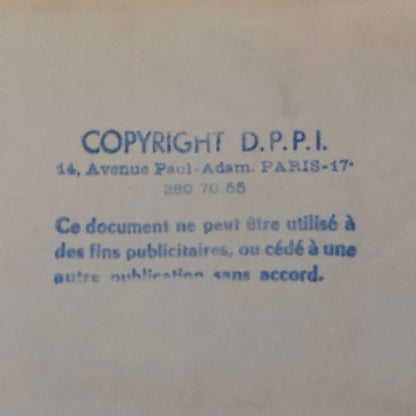 COPYRIGHT D.P.P.I.
14, Avenue Paul-Adam. PARIS-17e
380 70 65
Ce document ne peut être utilisé à
des fins publicitaires, ou cédé à une
autre publication sans accord.